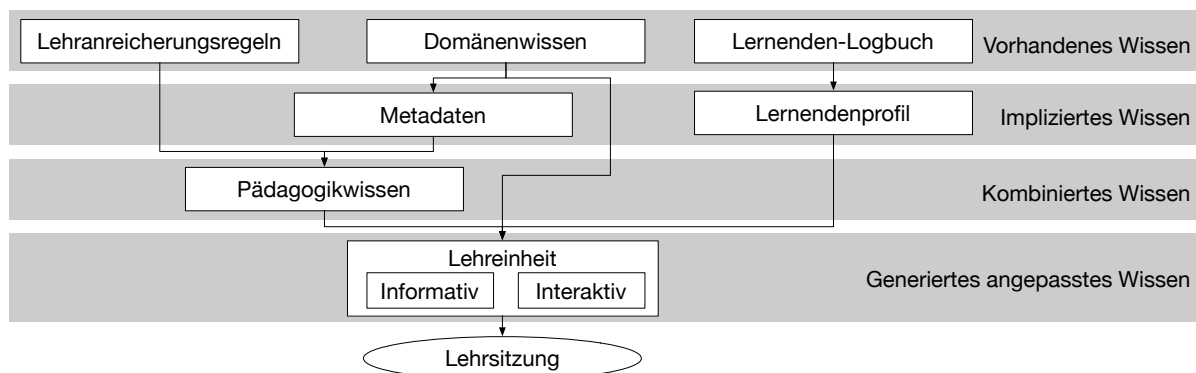 Lehranreicherungsregeln
Domänenwissen
Lernenden-Logbuch
Vorhandenes Wissen
Metadaten
Lernendenprofil
Impliziertes Wissen
Pädagogikwissen
Kombiniertes Wissen
Lehreinheit
Informativ
Interaktiv
Generiertes angepasstes Wissen
Lehrsitzung